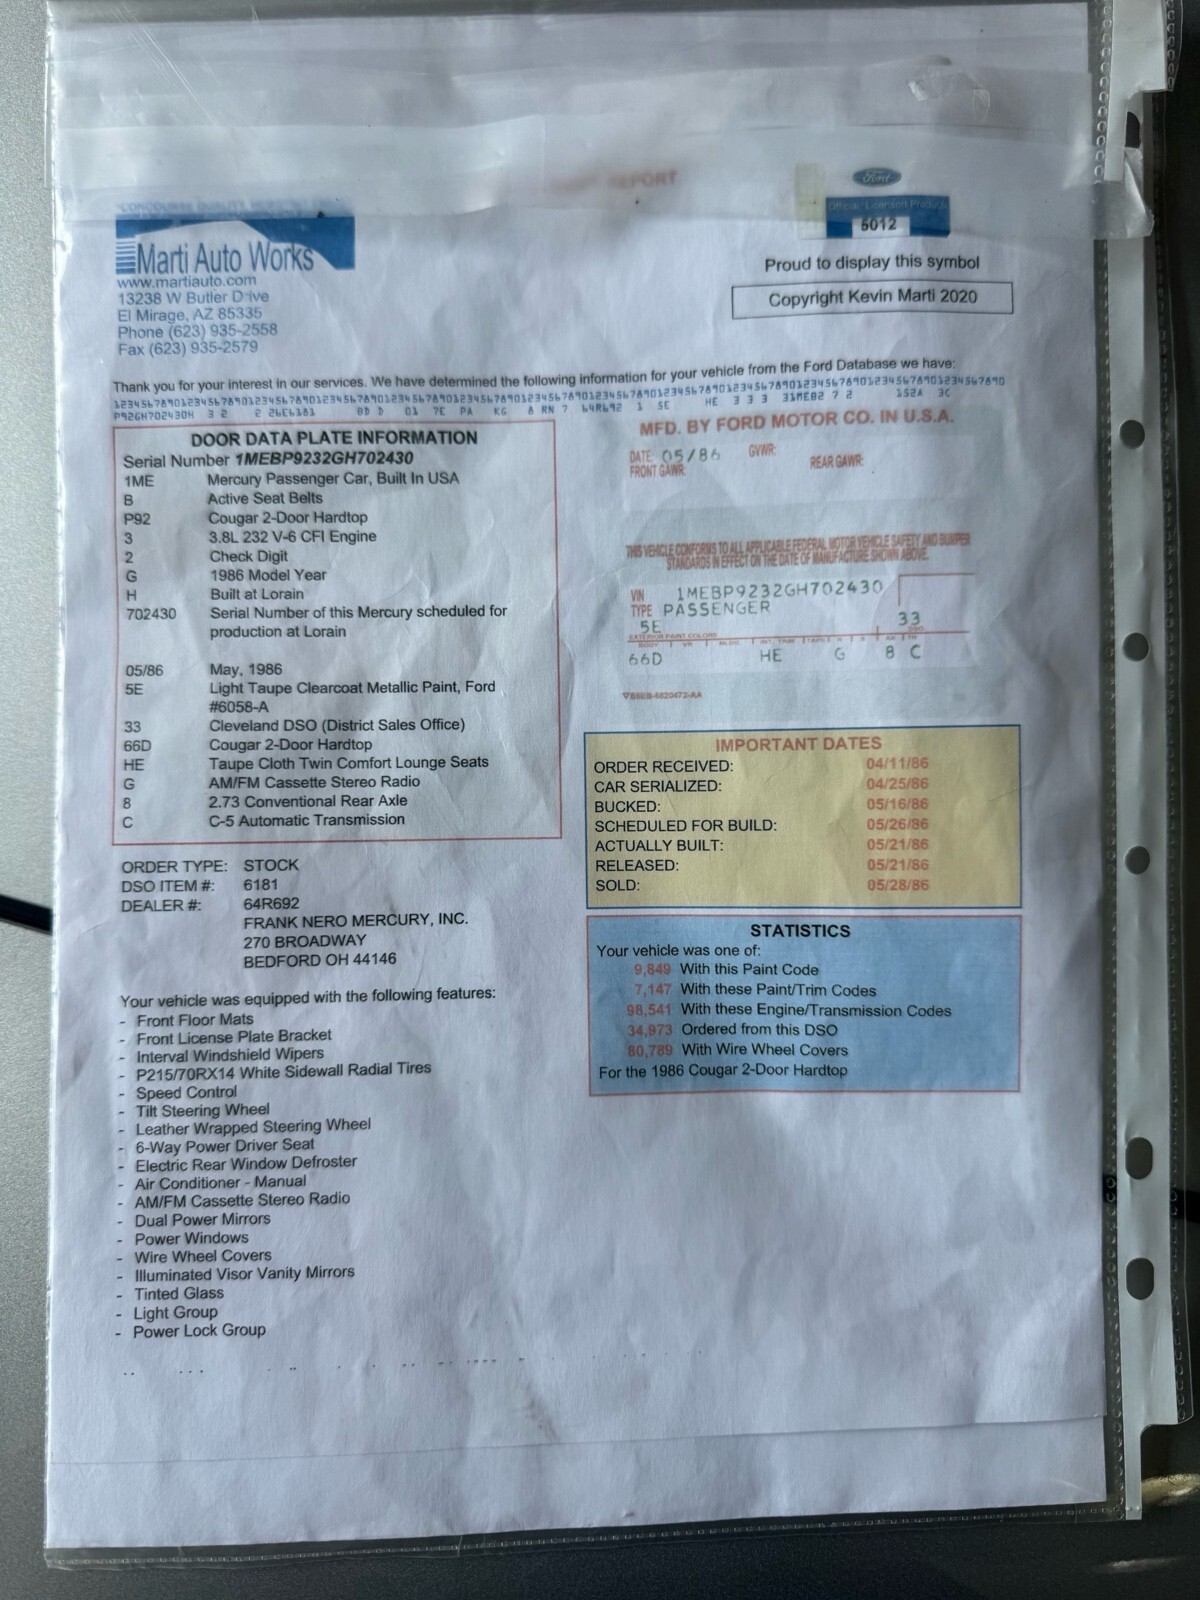 REPORT
Ford
Official Licensed Product
6012
Marti Auto Works
www.martiauto.com
13238 W Butler Drive
El Mirage, AZ 85335
Phone (623) 935-2558
Fax (623) 935-2579
Proud to display this symbol
Copyright Kevin Marti 2020
Thank you for your interest in our services. We have determined the following information for your vehicle from the Ford Database we have:
DOOR DATA PLATE INFORMATION
Serial Number 1MEBP9232GH702430
1ME Mercury Passenger Car, Built In USA
B Active Seat Belts
P92 Cougar 2-Door Hardtop
3 3.8L 232 V-6 CFI Engine
2 Check Digit
G 1986 Model Year
H Built at Lorain
702430 Serial Number of this Mercury scheduled for
production at Lorain
05/86 May, 1986
5E Light Taupe Clearcoat Metallic Paint, Ford
#6058-A
33 Cleveland DSO (District Sales Office)
66D Cougar 2-Door Hardtop
HE Taupe Cloth Twin Comfort Lounge Seats
G AM/FM Cassette Stereo Radio
8 2.73 Conventional Rear Axle
C C-5 Automatic Transmission
MFD. BY FORD MOTOR CO. IN U.S.A.
DATE: 05/86 GVWR:
FRONT GAWR: REAR GAWR:
THIS VEHICLE CONFORMS TO ALL APPLICABLE FEDERAL MOTOR VEHICLE SAFETY AND BUMPER
STANDARDS IN EFFECT ON THE DATE OF MANUFACTURE SHOWN ABOVE.
VIN 1MEBP9232GH702430
TYPE PASSENGER
5E 33
EXTERIOR PAINT COLORS DSO
66D HE G 8 C
ORDER TYPE: STOCK
DSO ITEM #: 6181
DEALER #: 64R692
FRANK NERO MERCURY, INC.
270 BROADWAY
BEDFORD OH 44146
Your vehicle was equipped with the following features:
- Front Floor Mats
- Front License Plate Bracket
- Interval Windshield Wipers
- P215/70RX14 White Sidewall Radial Tires
- Speed Control
- Tilt Steering Wheel
- Leather Wrapped Steering Wheel
- 6-Way Power Driver Seat
- Electric Rear Window Defroster
- Air Conditioner - Manual
- AM/FM Cassette Stereo Radio
- Dual Power Mirrors
- Power Windows
- Wire Wheel Covers
- Illuminated Visor Vanity Mirrors
- Tinted Glass
- Light Group
- Power Lock Group
IMPORTANT DATES
ORDER RECEIVED: 04/11/86
CAR SERIALIZED: 04/25/86
BUCKED: 05/16/86
SCHEDULED FOR BUILD: 05/26/86
ACTUALLY BUILT: 05/21/86
RELEASED: 05/21/86
SOLD: 05/28/86
STATISTICS
Your vehicle was one of:
9,849 With this Paint Code
7,147 With these Paint/Trim Codes
98,541 With these Engine/Transmission Codes
34,973 Ordered from this DSO
80,789 With Wire Wheel Covers
For the 1986 Cougar 2-Door Hardtop